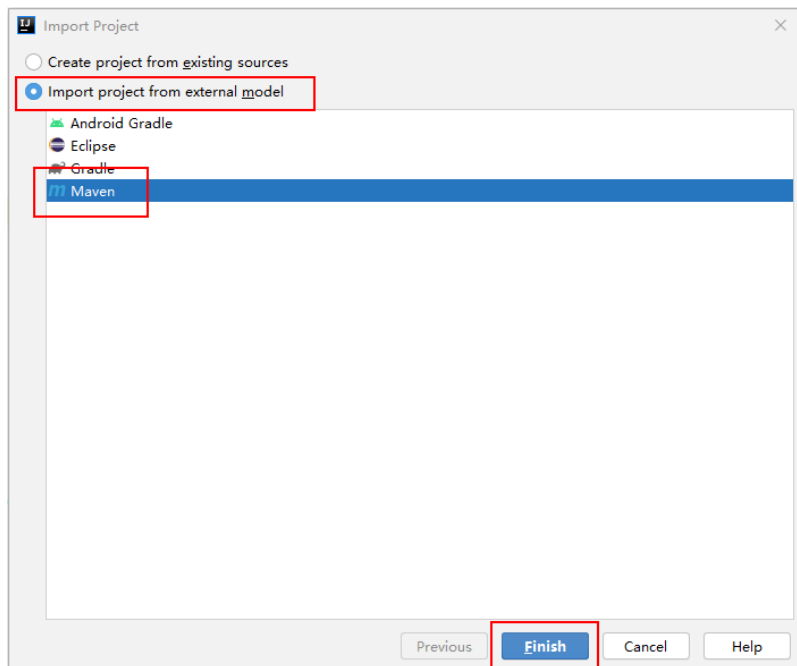 Import Project
Create project from existing sources
Import project from external model
Android Gradle
Eclipse
Gradle
Maven
Previous Finish Cancel Help